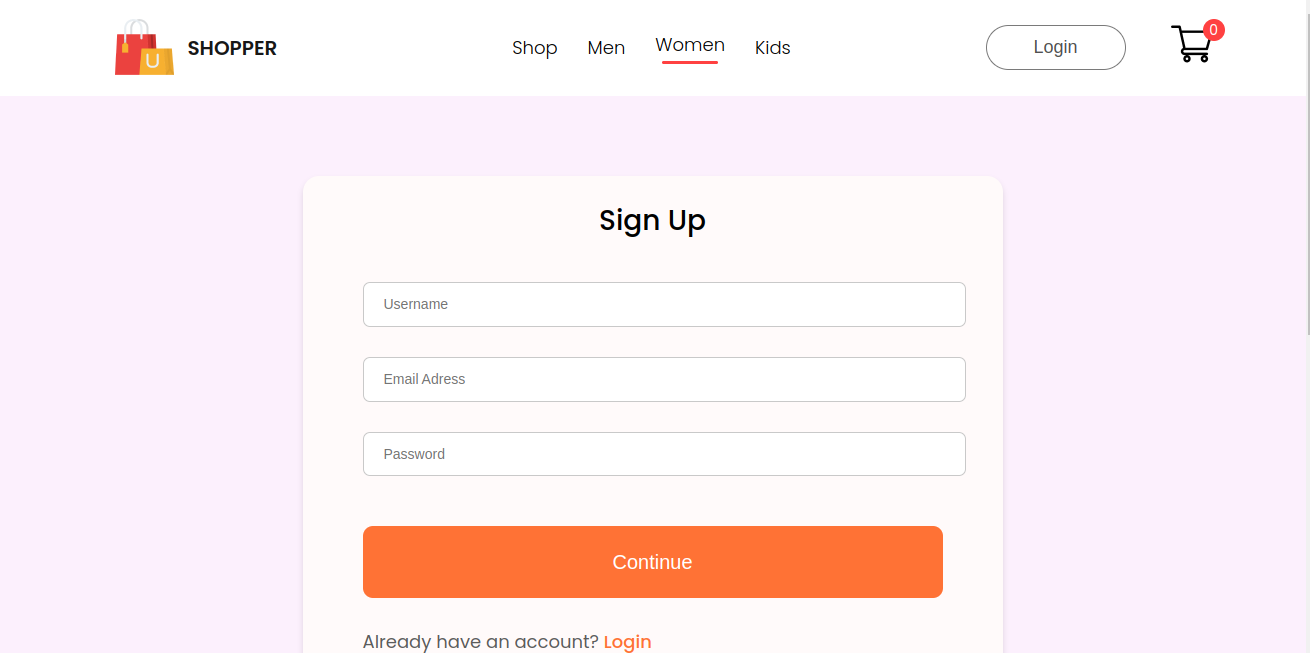 SHOPPER
Shop Men Women Kids
Login
0
U
Sign Up
Username
Email Adress
Password
Continue
Already have an account? Login